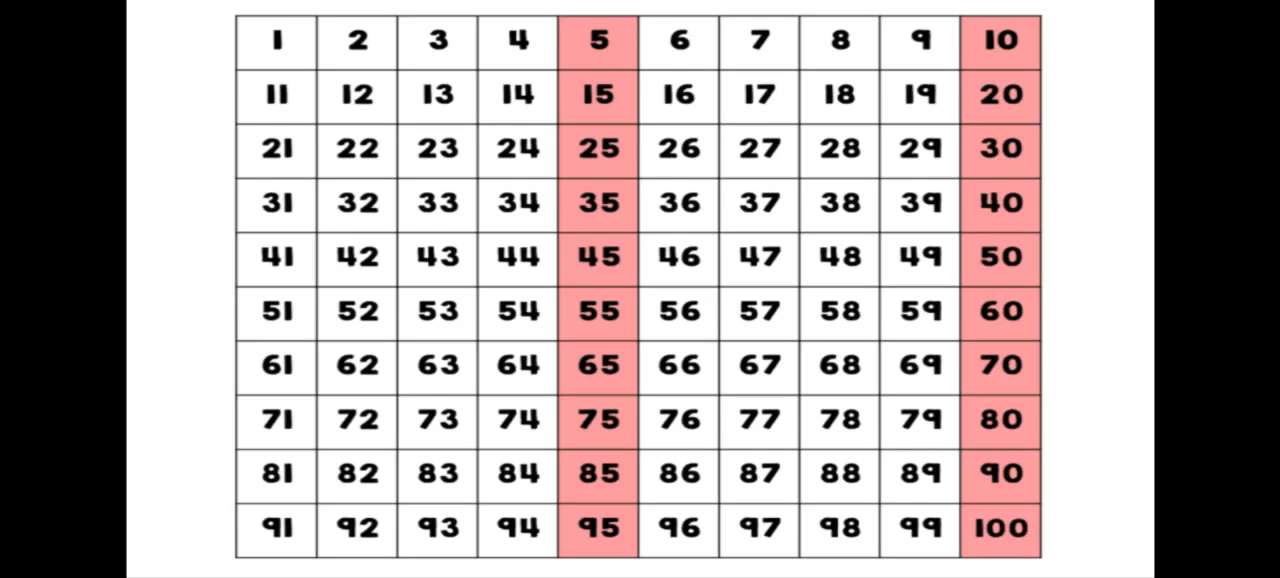 1 2 3 4 5 6 7 8 9 10
11 12 13 14 15 16 17 18 19 20
21 22 23 24 25 26 27 28 29 30
31 32 33 34 35 36 37 38 39 40
41 42 43 44 45 46 47 48 49 50
51 52 53 54 55 56 57 58 59 60
61 62 63 64 65 66 67 68 69 70
71 72 73 74 75 76 77 78 79 80
81 82 83 84 85 86 87 88 89 90
91 92 93 94 95 96 97 98 99 100